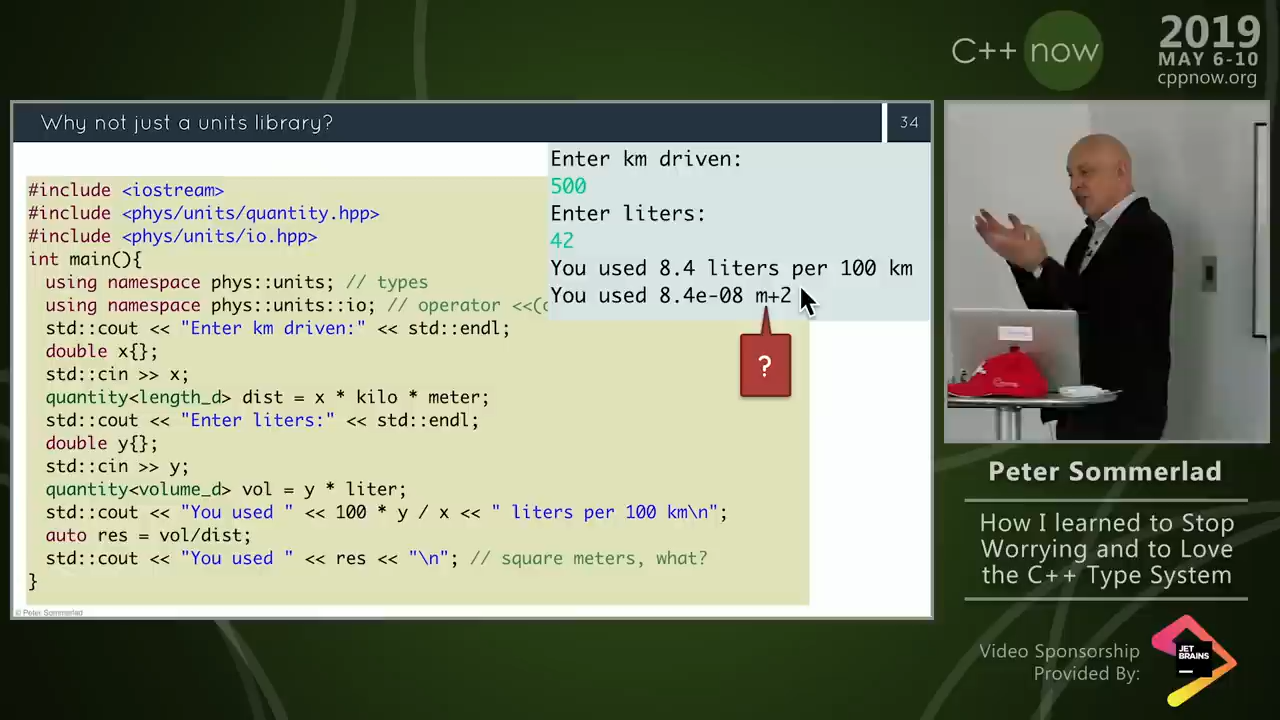 C++ now
2019
MAY 6-10
cppnow.org
Why not just a units library?
34
#include <iostream>
#include <phys/units/quantity.hpp>
#include <phys/units/io.hpp>
int main(){
using namespace phys::units; // types
using namespace phys::units::io; // operator <<(
std::cout << "Enter km driven:" << std::endl;
double x{};
std::cin >> x;
quantity<length_d> dist = x * kilo * meter;
std::cout << "Enter liters:" << std::endl;
double y{};
std::cin >> y;
quantity<volume_d> vol = y * liter;
std::cout << "You used " << 100 * y / x << " liters per 100 km\n";
auto res = vol/dist;
std::cout << "You used " << res << "\n"; // square meters, what?
}
Enter km driven:
500
Enter liters:
42
You used 8.4 liters per 100 km
You used 8.4e-08 m+2
?
© Peter Sommerlad
Peter Sommerlad
How I learned to Stop
Worrying and to Love
the C++ Type System
Video Sponsorship
Provided By:
JET
BRAINS